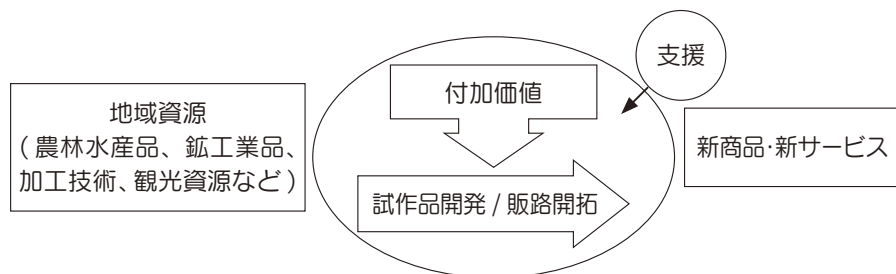 地域資源
(農林水産品、鉱工業品、
加工技術、観光資源など)
付加価値
試作品開発/販路開拓
支援
新商品･新サービス